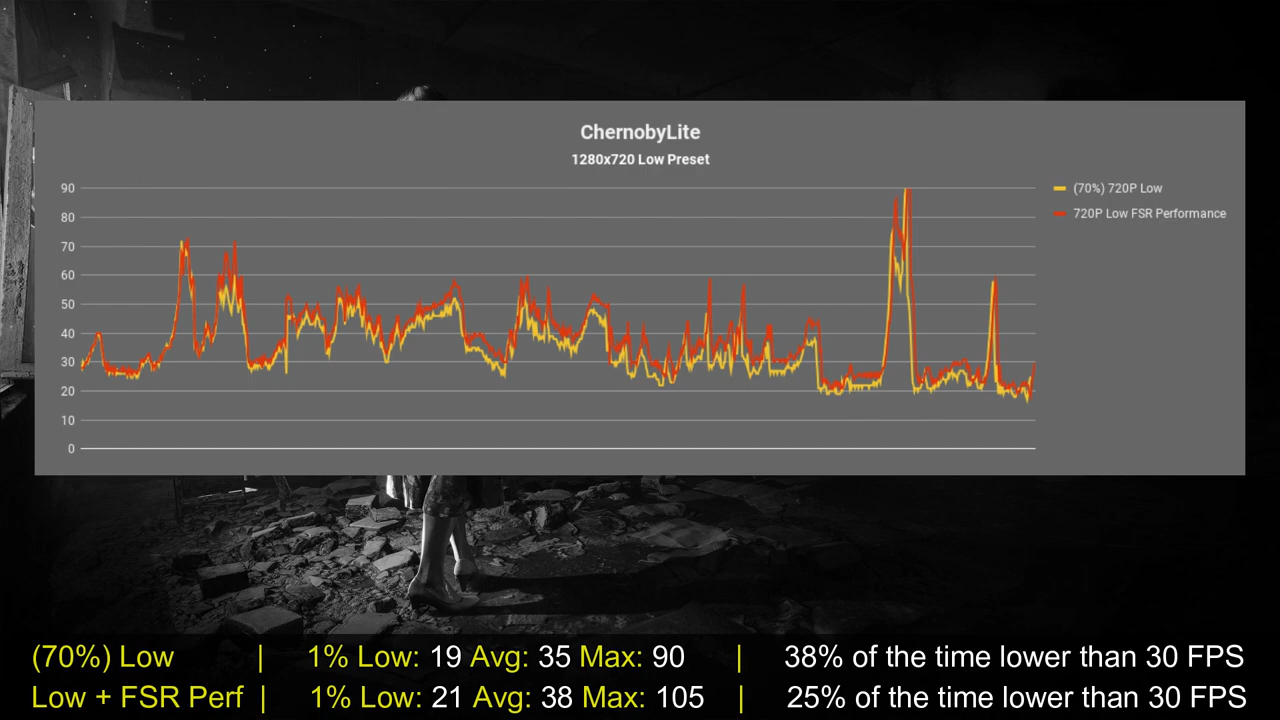 ChernobyLite
1280x720 Low Preset
(70%) 720P Low
720P Low FSR Performance
90
80
70
60
50
40
30
20
10
0
(70%) Low | 1% Low: 19 Avg: 35 Max: 90 | 38% of the time lower than 30 FPS
Low + FSR Perf | 1% Low: 21 Avg: 38 Max: 105 | 25% of the time lower than 30 FPS